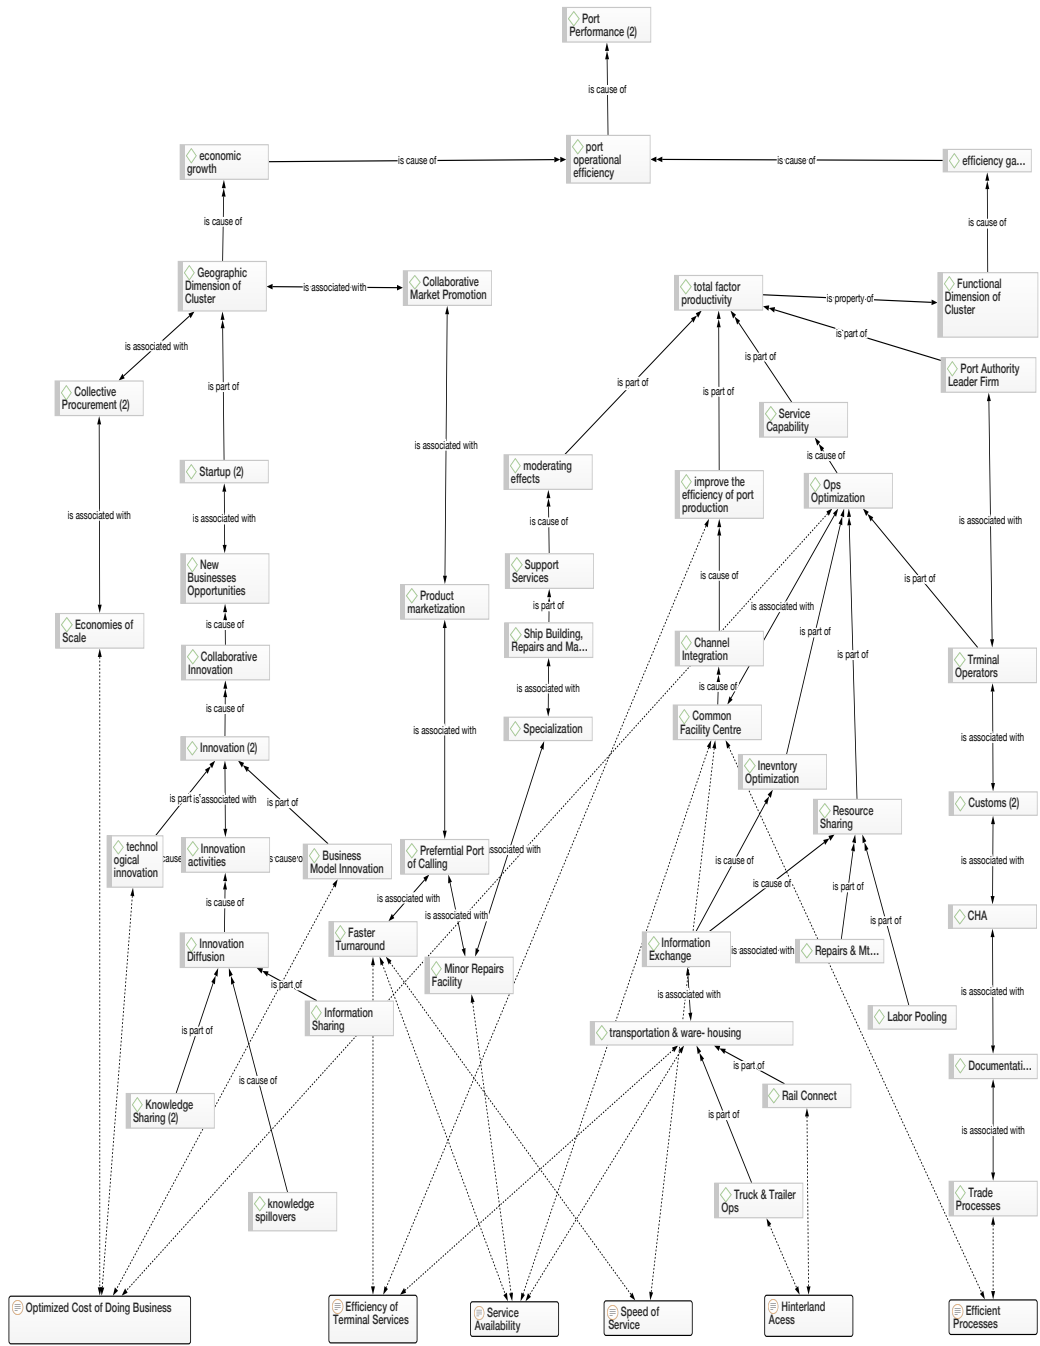 Port
Performance (2)
is cause of
port
operational
efficiency
economic
growth
is cause of
is cause of
efficiency ga...
is cause of
is cause of
Geographic
Dimension of
Cluster
is associated with
Collaborative
Market Promotion
total factor
productivity
is property of
Functional
Dimension of
Cluster
is part of
is associated with
is part of
Port Authority
Leader Firm
Collective
Procurement (2)
is part of
is part of
is part of
Service
Capability
is associated with
is cause of
Startup (2)
moderating
effects
improve the
efficiency of port
production
Ops
Optimization
is associated with
is associated with
is cause of
is associated with
New
Businesses
Opportunities
Support
Services
is cause of
is part of
Product
marketization
is part of
is associated with
Economies of
Scale
is cause of
Ship Building,
Repairs and Ma...
is part of
Channel
Integration
is part of
Collaborative
Innovation
Trminal
Operators
is associated with
is cause of
is cause of
Common
Facility Centre
is associated with
Specialization
is associated with
Innovation (2)
Inevntory
Optimization
is part
is associated with
is part of
Customs (2)
Resource
Sharing
technol
ogical
innovation
cause
Innovation
activities
is cause o
Business
Model Innovation
PrefErntial Port
of Calling
ssociated with
is cause of
is associated with
is cause of
is part of
is cause of
is associated with
is associated with
is part of
CHA
Faster
Turnaround
Innovation
Diffusion
Information
Exchange
is associated with
Repairs & Mt...
Minor Repairs
Facility
is part of
is associated with
is associated with
Information
Sharing
Labor Pooling
is part of
transportation & ware- housing
is part of
Documentati...
is cause of
Rail Connect
Knowledge
Sharing (2)
is part of
is associated with
Truck & Trailer
Ops
Trade
Processes
knowledge
spillovers
Optimized Cost of Doing Business
Efficiency of
Terminal Services
Service
Availability
Speed of
Service
Hinterland
Acess
Efficient
Processes